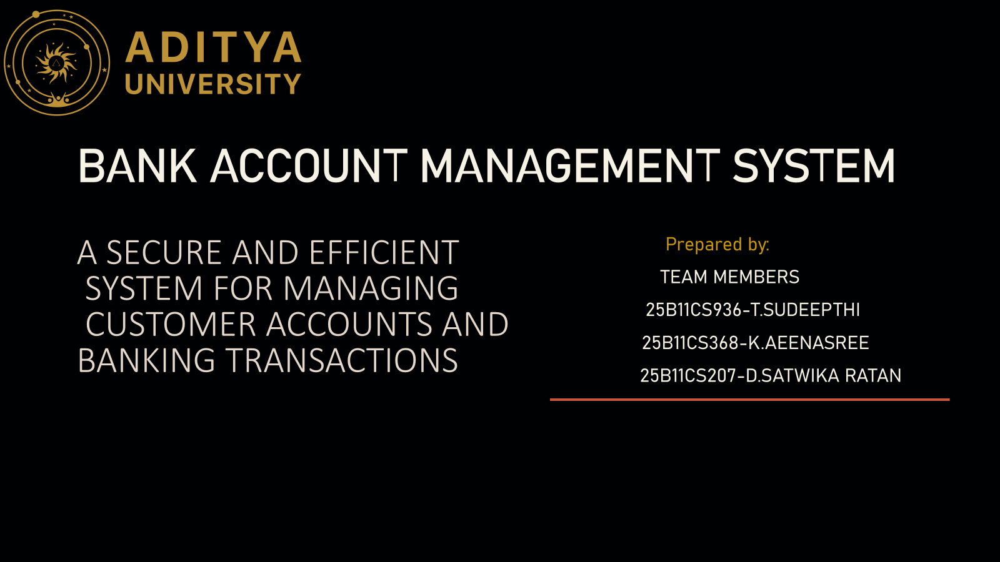 ADITYA
UNIVERSITY
BANK ACCOUNT MANAGEMENT SYSTEM
A SECURE AND EFFICIENT
SYSTEM FOR MANAGING
CUSTOMER ACCOUNTS AND
BANKING TRANSACTIONS
Prepared by:
TEAM MEMBERS
25B11CS936-T.SUDEEPTHI
25B11CS368-K.AEENASREE
25B11CS207-D.SATWIKA RATAN